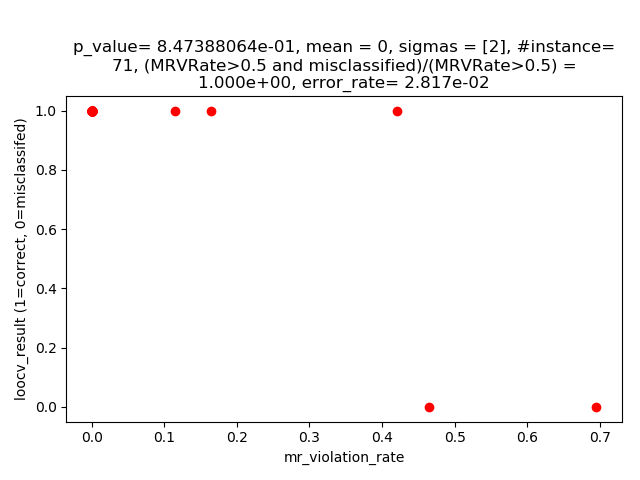 p_value= 8.47388064e-01, mean = 0, sigmas = [2], #instance=
71, (MRVRate>0.5 and misclassified)/(MRVRate>0.5) =
1.000e+00, error_rate= 2.817e-02
loocv_result (1=correct, 0=misclassifed)
1.0
0.8
0.6
0.4
0.2
0.0
0.0 0.1 0.2 0.3 0.4 0.5 0.6 0.7
mr_violation_rate